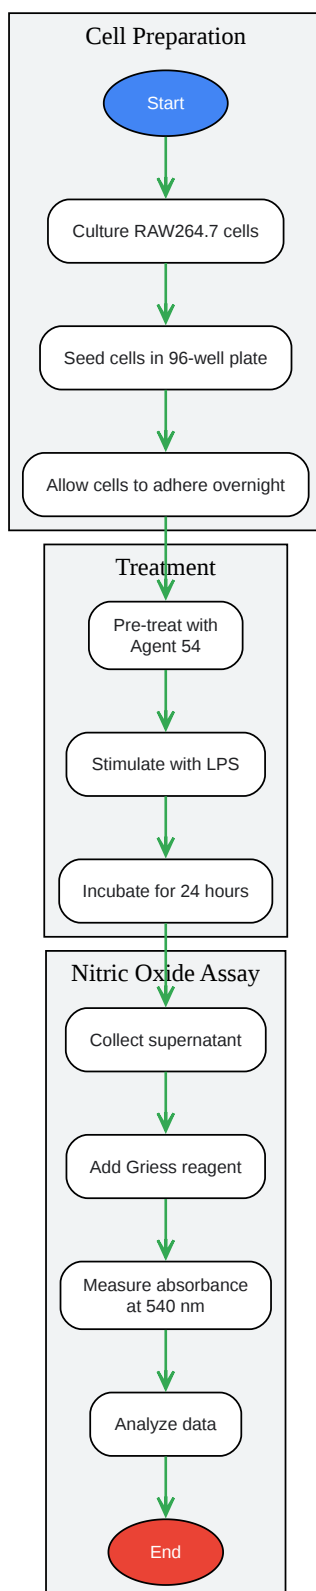 Cell Preparation
Start
Culture RAW264.7 cells
Seed cells in 96-well plate
Allow cells to adhere overnight
Treatment
Pre-treat with
Agent 54
Stimulate with LPS
Incubate for 24 hours
Nitric Oxide Assay
Collect supernatant
Add Griess reagent
Measure absorbance
at 540 nm
Analyze data
End